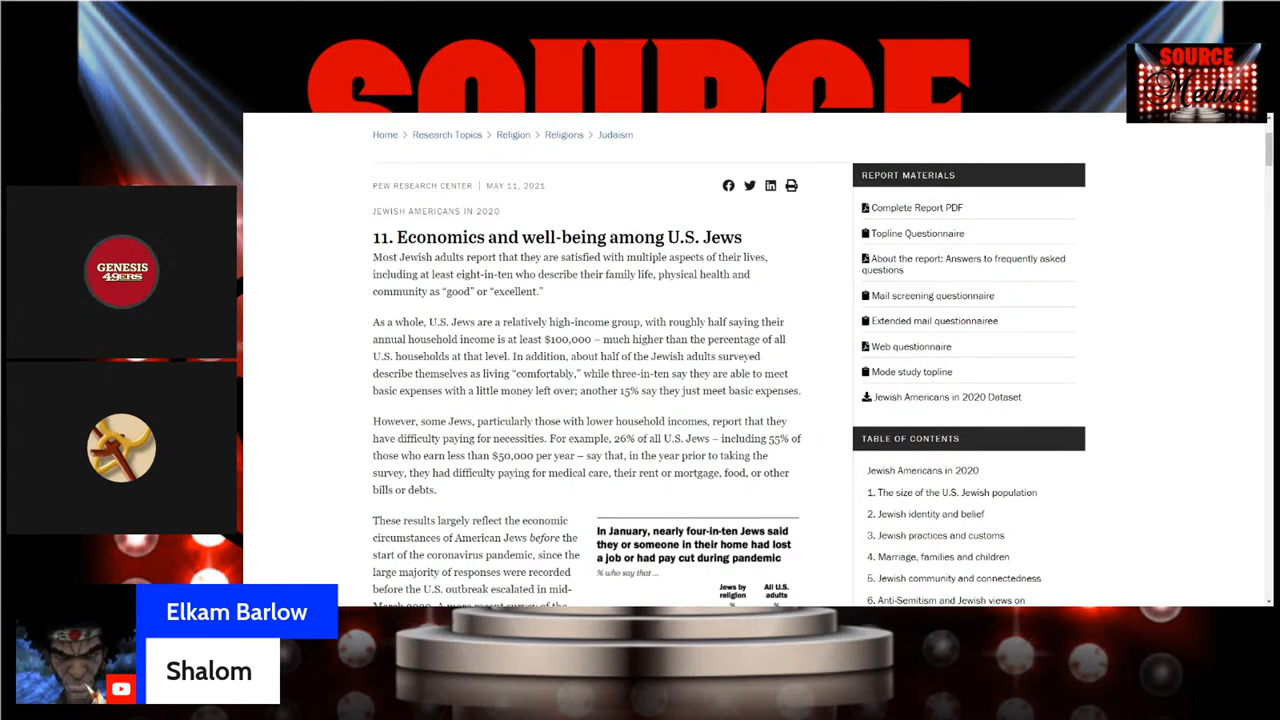 SOURCE
SOURCE
Media
Home > Research Topics > Religion > Religions > Judaism
PEW RESEARCH CENTER | MAY 11, 2021
JEWISH AMERICANS IN 2020
11. Economics and well-being among U.S. Jews
Most Jewish adults report that they are satisfied with multiple aspects of their lives,
including at least eight-in-ten who describe their family life, physical health and
community as “good” or “excellent.”
As a whole, U.S. Jews are a relatively high-income group, with roughly half saying their
annual household income is at least $100,000 – much higher than the percentage of all
U.S. households at that level. In addition, about half of the Jewish adults surveyed
describe themselves as living “comfortably,” while three-in-ten say they are able to meet
basic expenses with a little money left over; another 15% say they just meet basic expenses.
However, some Jews, particularly those with lower household incomes, report that they
have difficulty paying for necessities. For example, 26% of all U.S. Jews – including 55% of
those who earn less than $50,000 per year – say that, in the year prior to taking the
survey, they had difficulty paying for medical care, their rent or mortgage, food, or other
bills or debts.
These results largely reflect the economic
circumstances of American Jews before the
start of the coronavirus pandemic, since the
large majority of responses were recorded
before the U.S. outbreak escalated in mid-
March 2020. A more recent survey of the
In January, nearly four-in-ten Jews said
they or someone in their home had lost
a job or had pay cut during pandemic
% who say that ...
Jews by religion
All U.S. adults
%
%
REPORT MATERIALS
Complete Report PDF
Topline Questionnaire
About the report: Answers to frequently asked
questions
Mail screening questionnaire
Extended mail questionnairee
Web questionnaire
Mode study topline
Jewish Americans in 2020 Dataset
TABLE OF CONTENTS
Jewish Americans in 2020
1. The size of the U.S. Jewish population
2. Jewish identity and belief
3. Jewish practices and customs
4. Marriage, families and children
5. Jewish community and connectedness
6. Anti-Semitism and Jewish views on
GENESIS
49ERS
Elkam Barlow
Shalom